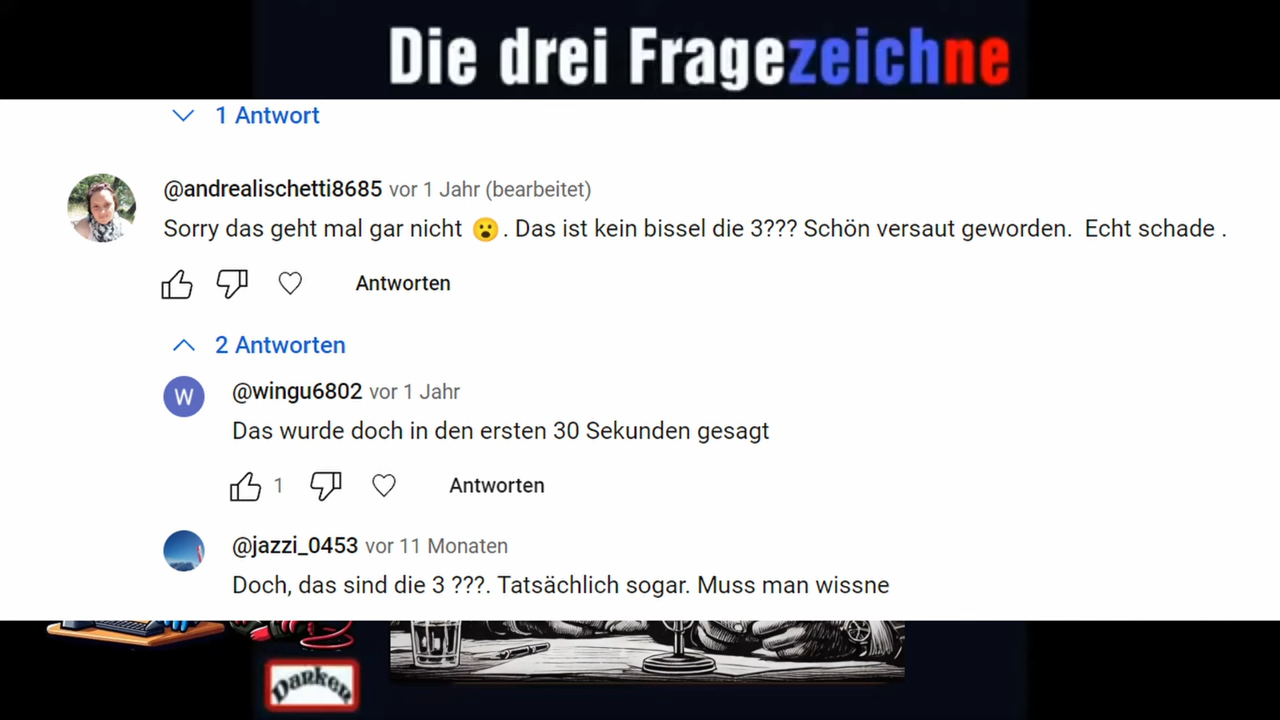 Die drei Fragezeichne
1 Antwort
@andrealischetti8685 vor 1 Jahr (bearbeitet)
Sorry das geht mal gar nicht 😮. Das ist kein bissel die 3??? Schön versaut geworden. Echt schade .
Antworten
2 Antworten
W
@wingu6802 vor 1 Jahr
Das wurde doch in den ersten 30 Sekunden gesagt
1 Antworten
@jazzi_0453 vor 11 Monaten
Doch, das sind die 3 ???. Tatsächlich sogar. Muss man wissne
Danken